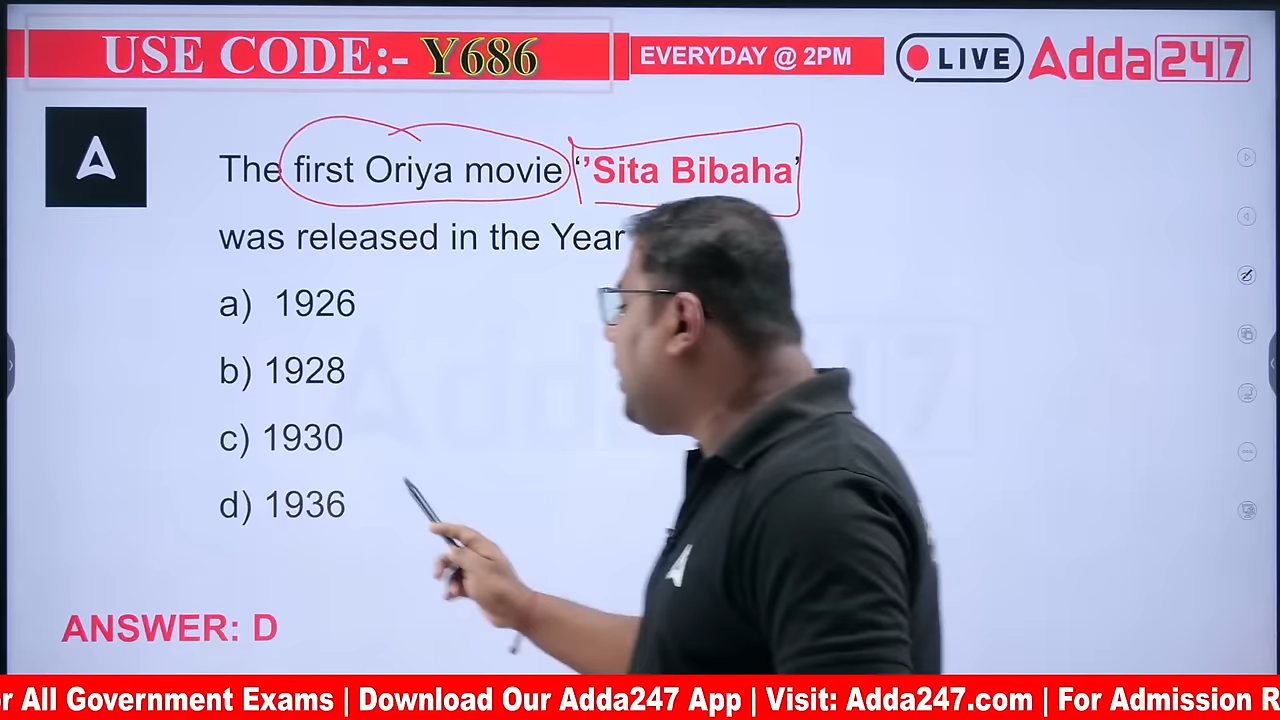 USE CODE:- Y686
EVERYDAY @ 2PM
LIVE
Adda247
The first Oriya movie ‘’Sita Bibaha’
was released in the Year
a) 1926
b) 1928
c) 1930
d) 1936
ANSWER: D
r All Government Exams | Download Our Adda247 App | Visit: Adda247.com | For Admission R